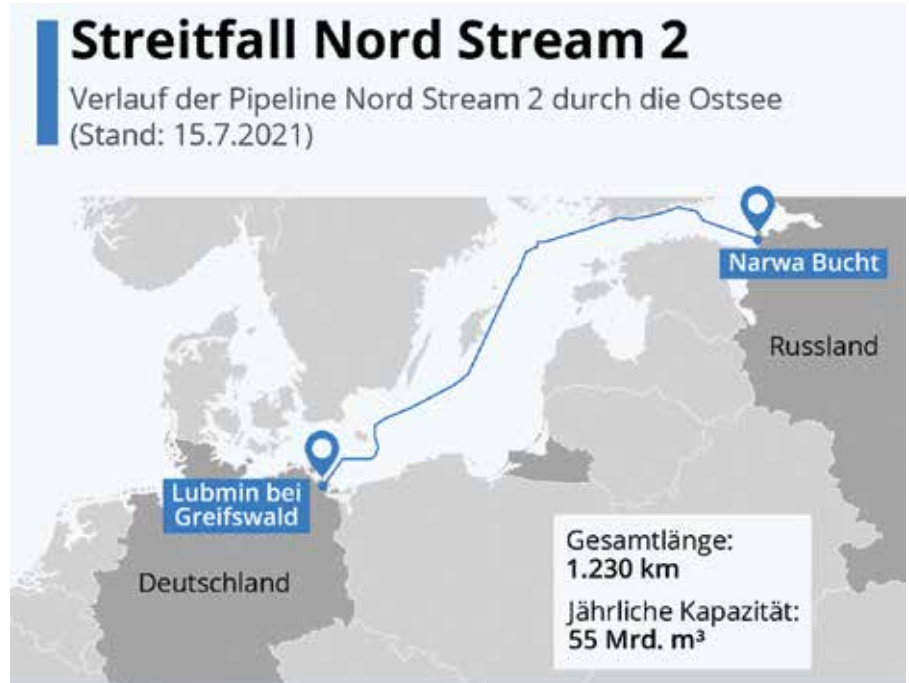 Streitfall Nord Stream 2
Verlauf der Pipeline Nord Stream 2 durch die Ostsee
(Stand: 15.7.2021)
Narwa Bucht
Russland
Lubmin bei
Greifswald
Deutschland
Gesamtlänge:
1.230 km
Jährliche Kapazität:
55 Mrd. m³